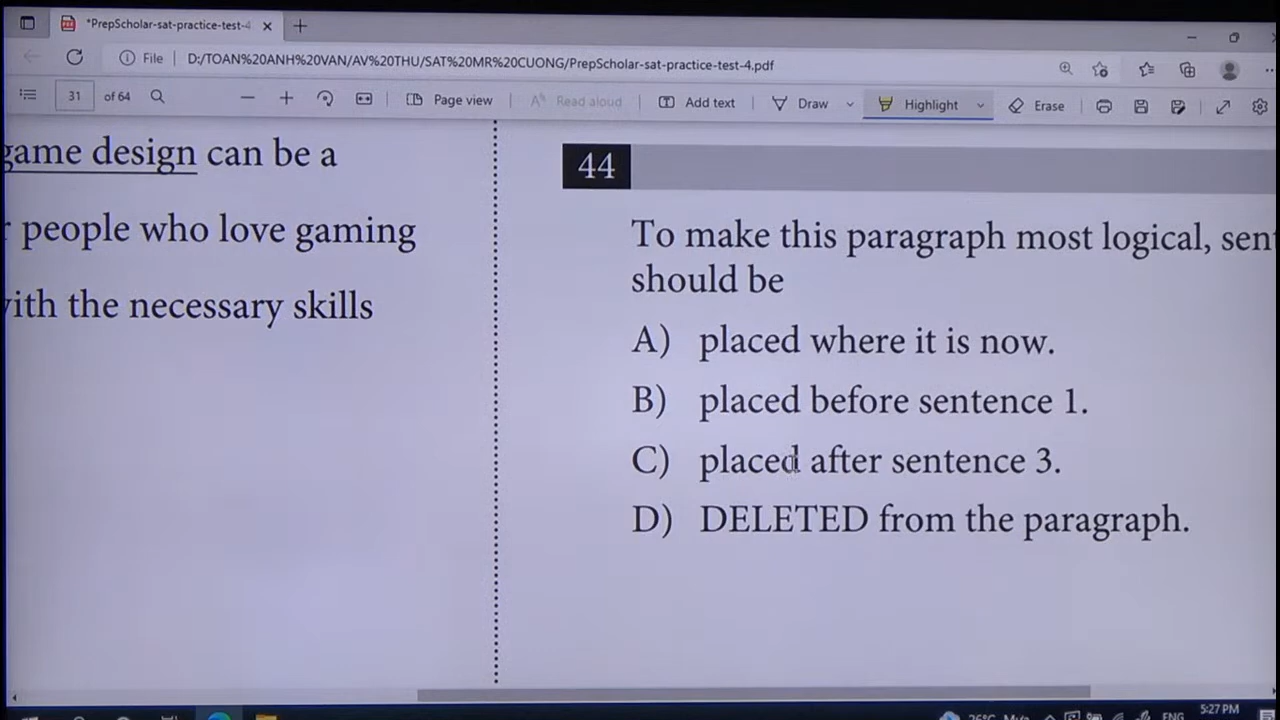 *PrepScholar-sat-practice-test-4
File D:/TOAN%20ANH%20VAN/AV%20THU/SAT%20MR%20CUONG/PrepScholar-sat-practice-test-4.pdf
31 of 64 Page view Read aloud Add text Draw Highlight Erase
game design can be a
people who love gaming
with the necessary skills
44
To make this paragraph most logical, sent
should be
A) placed where it is now.
B) placed before sentence 1.
C) placed after sentence 3.
D) DELETED from the paragraph.
5:27 PM
ENG